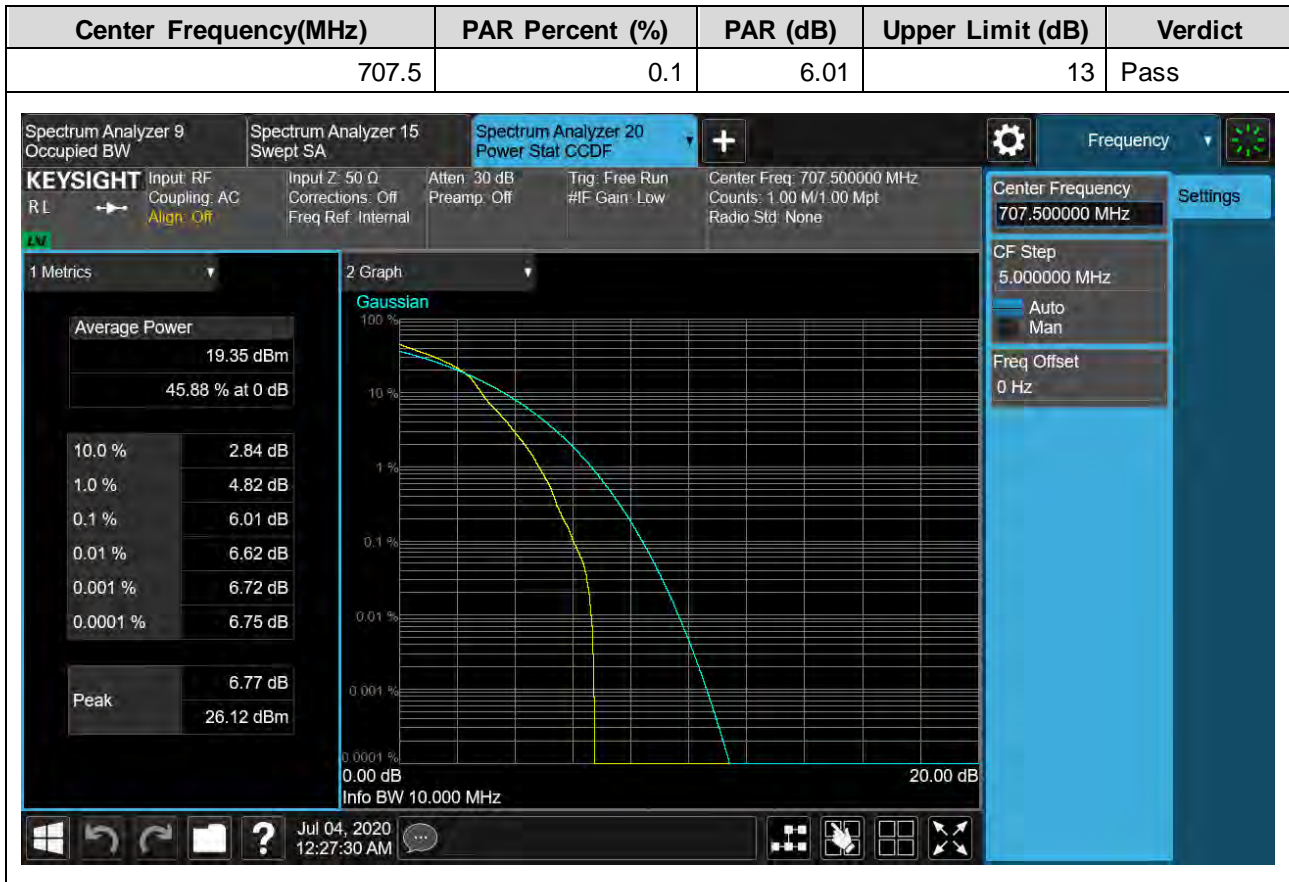 Center Frequency(MHz) PAR Percent (%) PAR (dB) Upper Limit (dB) Verdict
707.5 0.1 6.01 13 Pass
Spectrum Analyzer 9 Spectrum Analyzer 15 Spectrum Analyzer 20
Occupied BW Swept SA Power Stat CCDF
Frequency
KEYSIGHT Input: RF Input Z: 50 Ω Atten: 30 dB Trig: Free Run Center Freq: 707.500000 MHz
RL Coupling: AC Corrections: Off Preamp: Off #IF Gain: Low Counts: 1.00 M/1.00 Mpt
Align: Off Freq Ref: Internal Radio Std: None
LXI
Center Frequency
707.500000 MHz
Settings
CF Step
5.000000 MHz
Auto
Man
Freq Offset
0 Hz
1 Metrics
Average Power
19.35 dBm
45.88 % at 0 dB
10.0 % 2.84 dB
1.0 % 4.82 dB
0.1 % 6.01 dB
0.01 % 6.62 dB
0.001 % 6.72 dB
0.0001 % 6.75 dB
Peak 6.77 dB
26.12 dBm
2 Graph
Gaussian
100 %
10 %
1 %
0.1 %
0.01 %
0.001 %
0.0001 %
0.00 dB 20.00 dB
Info BW 10.000 MHz
?
Jul 04, 2020
12:27:30 AM